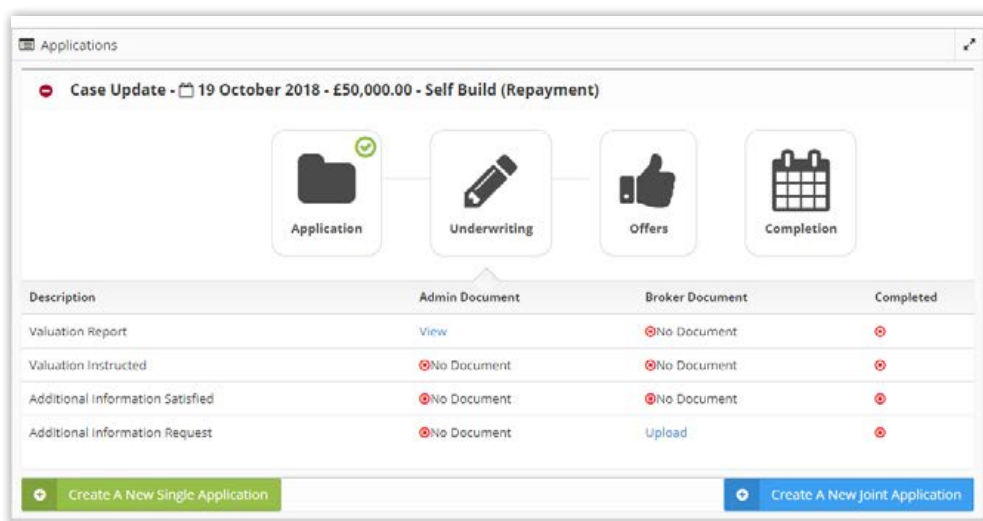 Applications
Case Update - 19 October 2018 - £50,000.00 - Self Build (Repayment)
Application Underwriting Offers Completion
Description Admin Document Broker Document Completed
Valuation Report View No Document
Valuation Instructed No Document No Document
Additional Information Satisfied No Document No Document
Additional Information Request No Document Upload
Create A New Single Application Create A New Joint Application